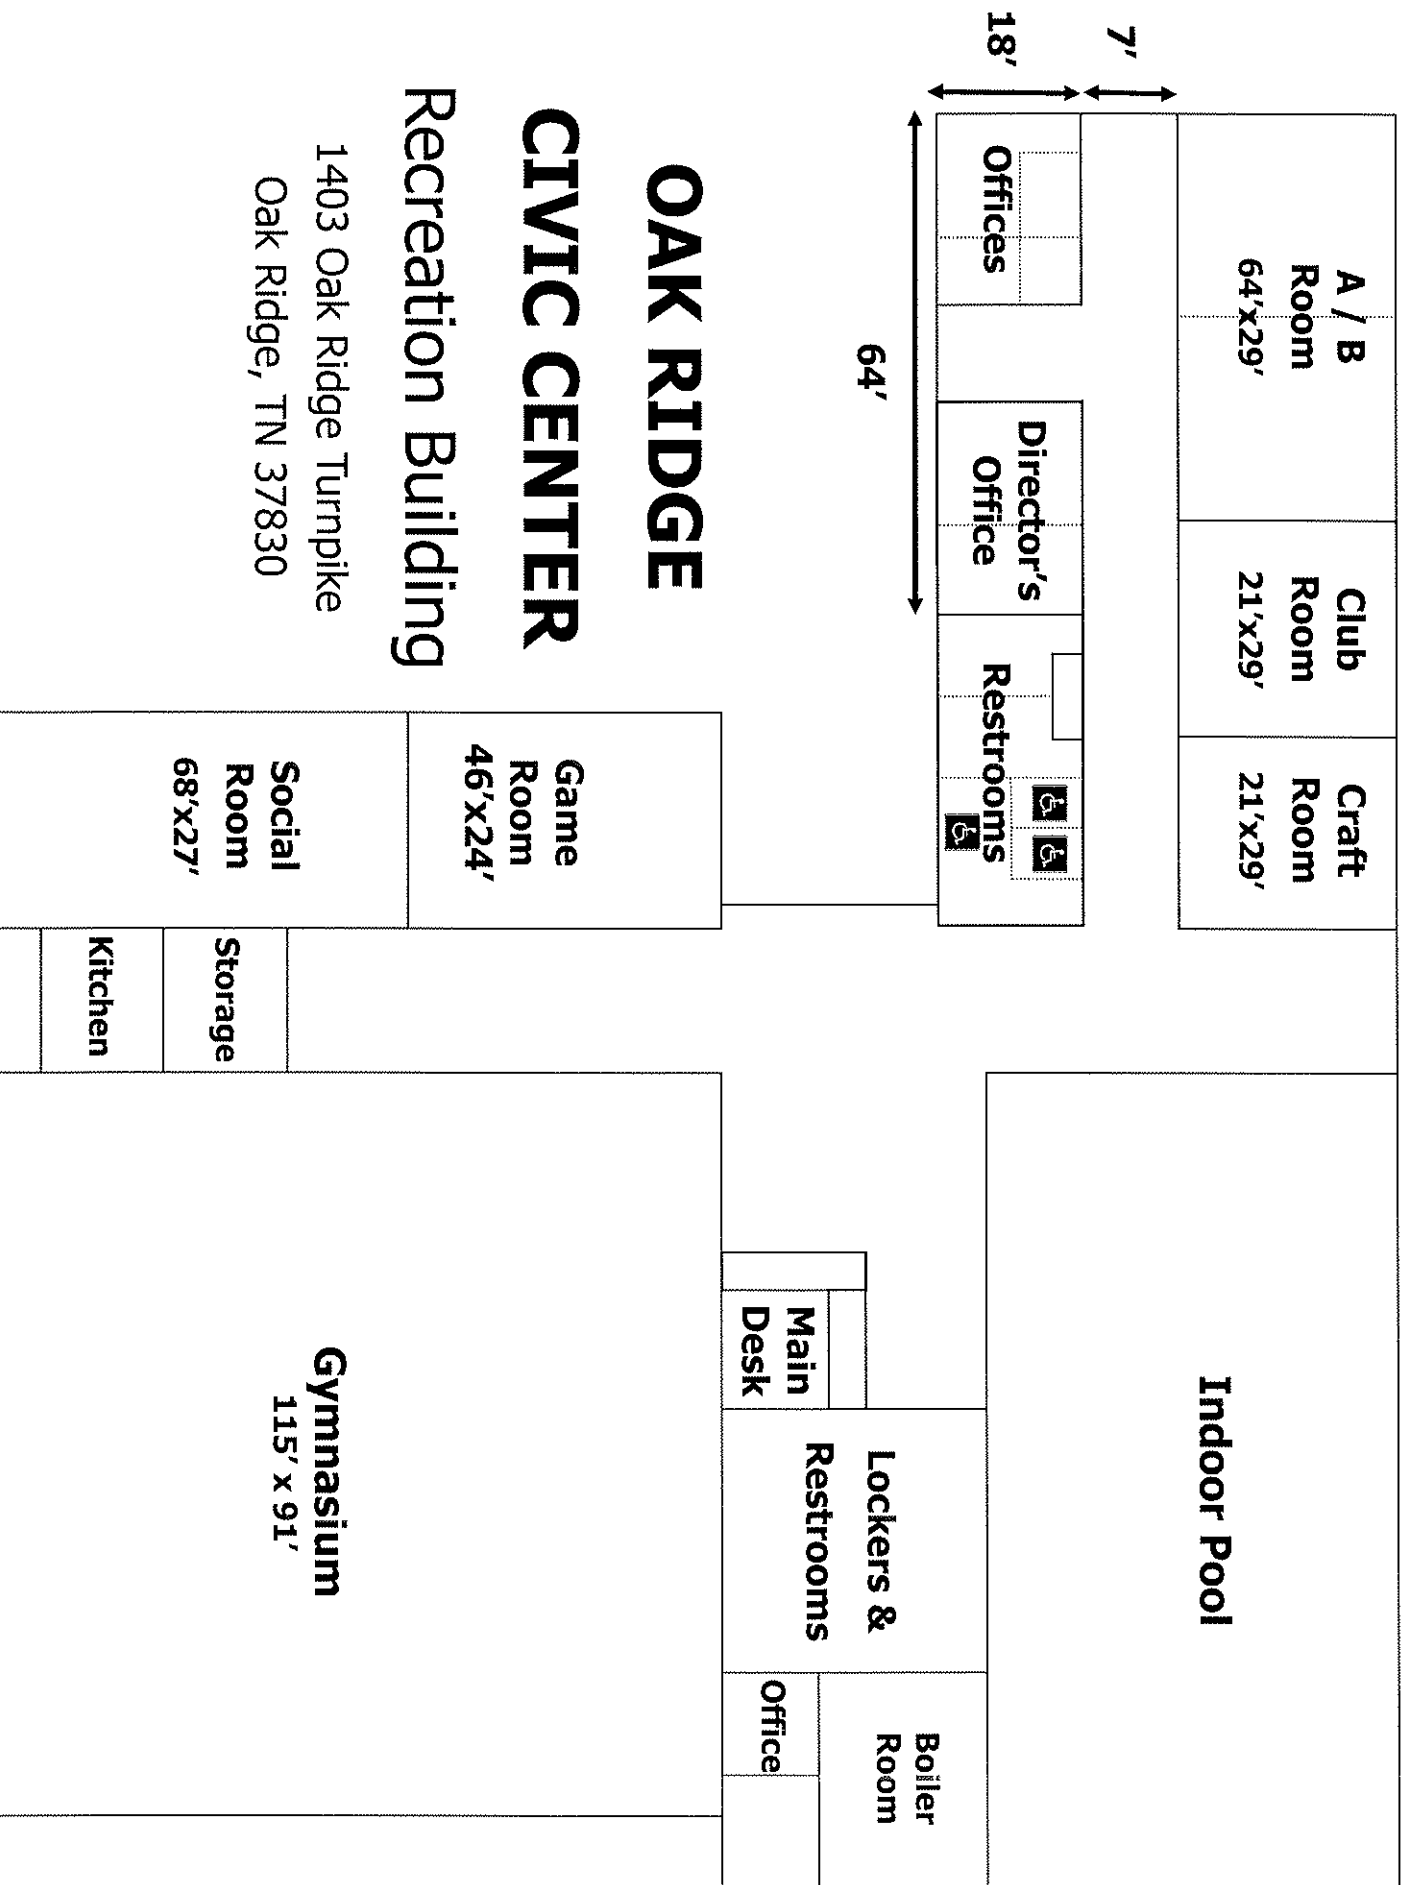 A / B
Room
64’x29’
Club
Room
21’x29’
Craft
Room
21’x29’
7’
18’
Offices
Director’s
Office
Restrooms
64’
Indoor Pool
OAK RIDGE
CIVIC CENTER
Recreation Building
1403 Oak Ridge Turnpike
Oak Ridge, TN 37830
Game
Room
46’x24’
Social
Room
68’x27’
Storage
Kitchen
Main
Desk
Lockers &
Restrooms
Boiler
Room
Office
Gymnasium
115’ x 91’